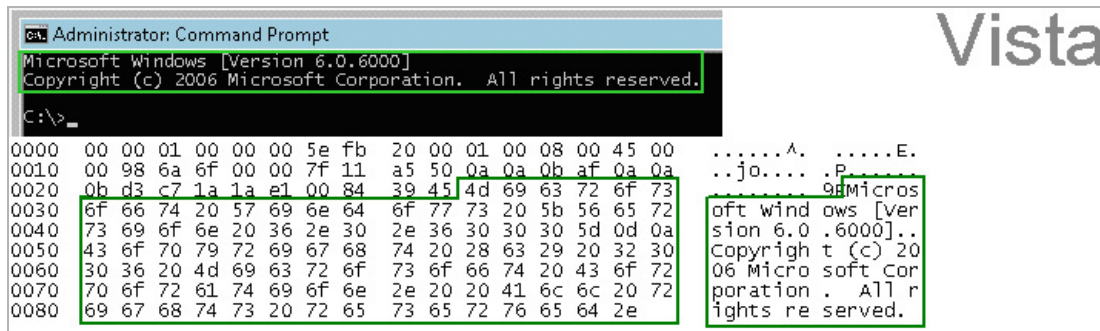 Administrator: Command Prompt
Vista
Microsoft Windows [Version 6.0.6000]
Copyright (c) 2006 Microsoft Corporation.  All rights reserved.
C:\>_
0000  00 00 01 00 00 00 5e fb  20 00 01 00 08 00 45 00  ......^. .....E.
0010  00 98 6a 6f 00 00 7f 11  a5 50 0a 0a 0b af 0a 0a  ..jo.... .P......
0020  0b d3 c7 1a 1a e1 00 84  39 45 4d 69 63 72 6f 73  ........ 9EMicros
0030  6f 66 74 20 57 69 6e 64  6f 77 73 20 5b 56 65 72  oft Wind ows [Ver
0040  73 69 6f 6e 20 36 2e 30  2e 36 30 30 30 5d 0d 0a  sion 6.0 .6000]..
0050  43 6f 70 79 72 69 67 68  74 20 28 63 29 20 32 30  Copyrigh t (c) 20
0060  30 36 20 4d 69 63 72 6f  73 6f 66 74 20 43 6f 72  06 Micro soft Cor
0070  70 6f 72 61 74 69 6f 6e  2e 20 20 41 6c 6c 20 72  poration .  All r
0080  69 67 68 74 73 20 72 65  73 65 72 76 65 64 2e  ights re served.